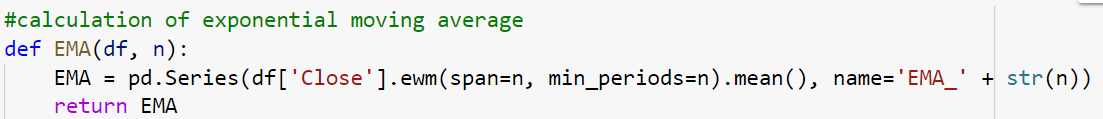 #calculation of exponential moving average
def EMA(df, n):
    EMA = pd.Series(df['Close'].ewm(span=n, min_periods=n).mean(), name='EMA_' + str(n))
    return EMA